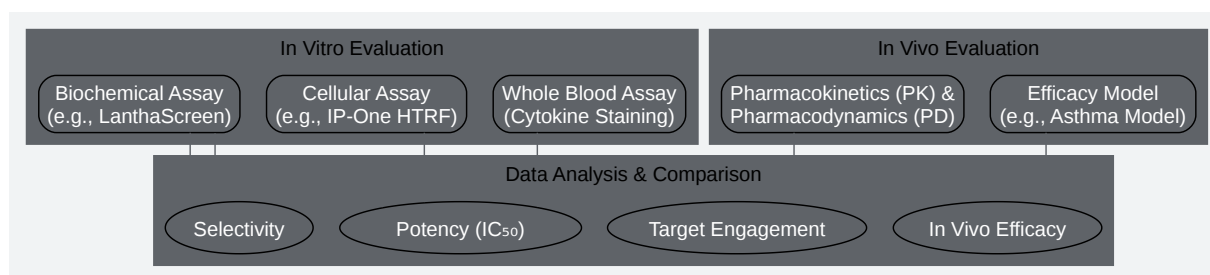 In Vitro Evaluation
In Vivo Evaluation
Biochemical Assay
(e.g., LanthaScreen)
Cellular Assay
(e.g., IP-One HTRF)
Whole Blood Assay
(Cytokine Staining)
Pharmacokinetics (PK) &
Pharmacodynamics (PD)
Efficacy Model
(e.g., Asthma Model)
Data Analysis & Comparison
Selectivity
Potency (IC₅₀)
Target Engagement
In Vivo Efficacy